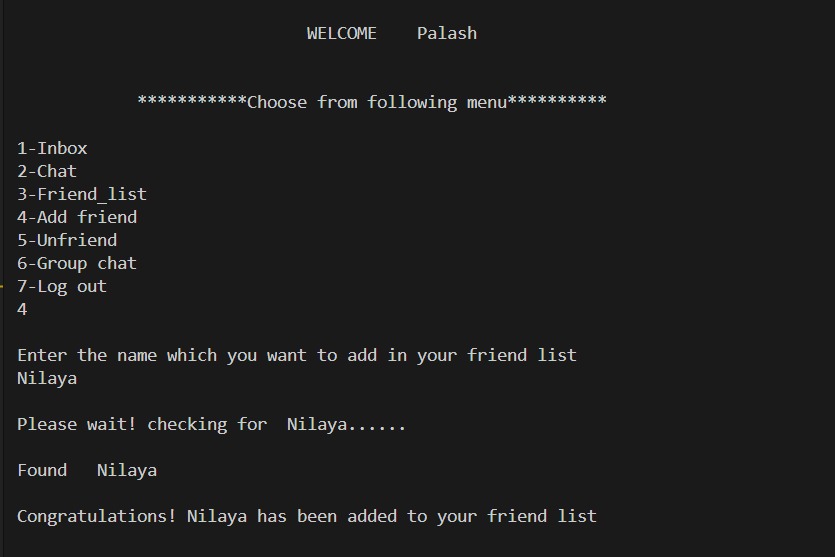 WELCOME    Palash
***********Choose from following menu**********
1-Inbox
2-Chat
3-Friend_list
4-Add friend
5-Unfriend
6-Group chat
7-Log out
4
Enter the name which you want to add in your friend list
Nilaya
Please wait! checking for  Nilaya......
Found   Nilaya
Congratulations! Nilaya has been added to your friend list